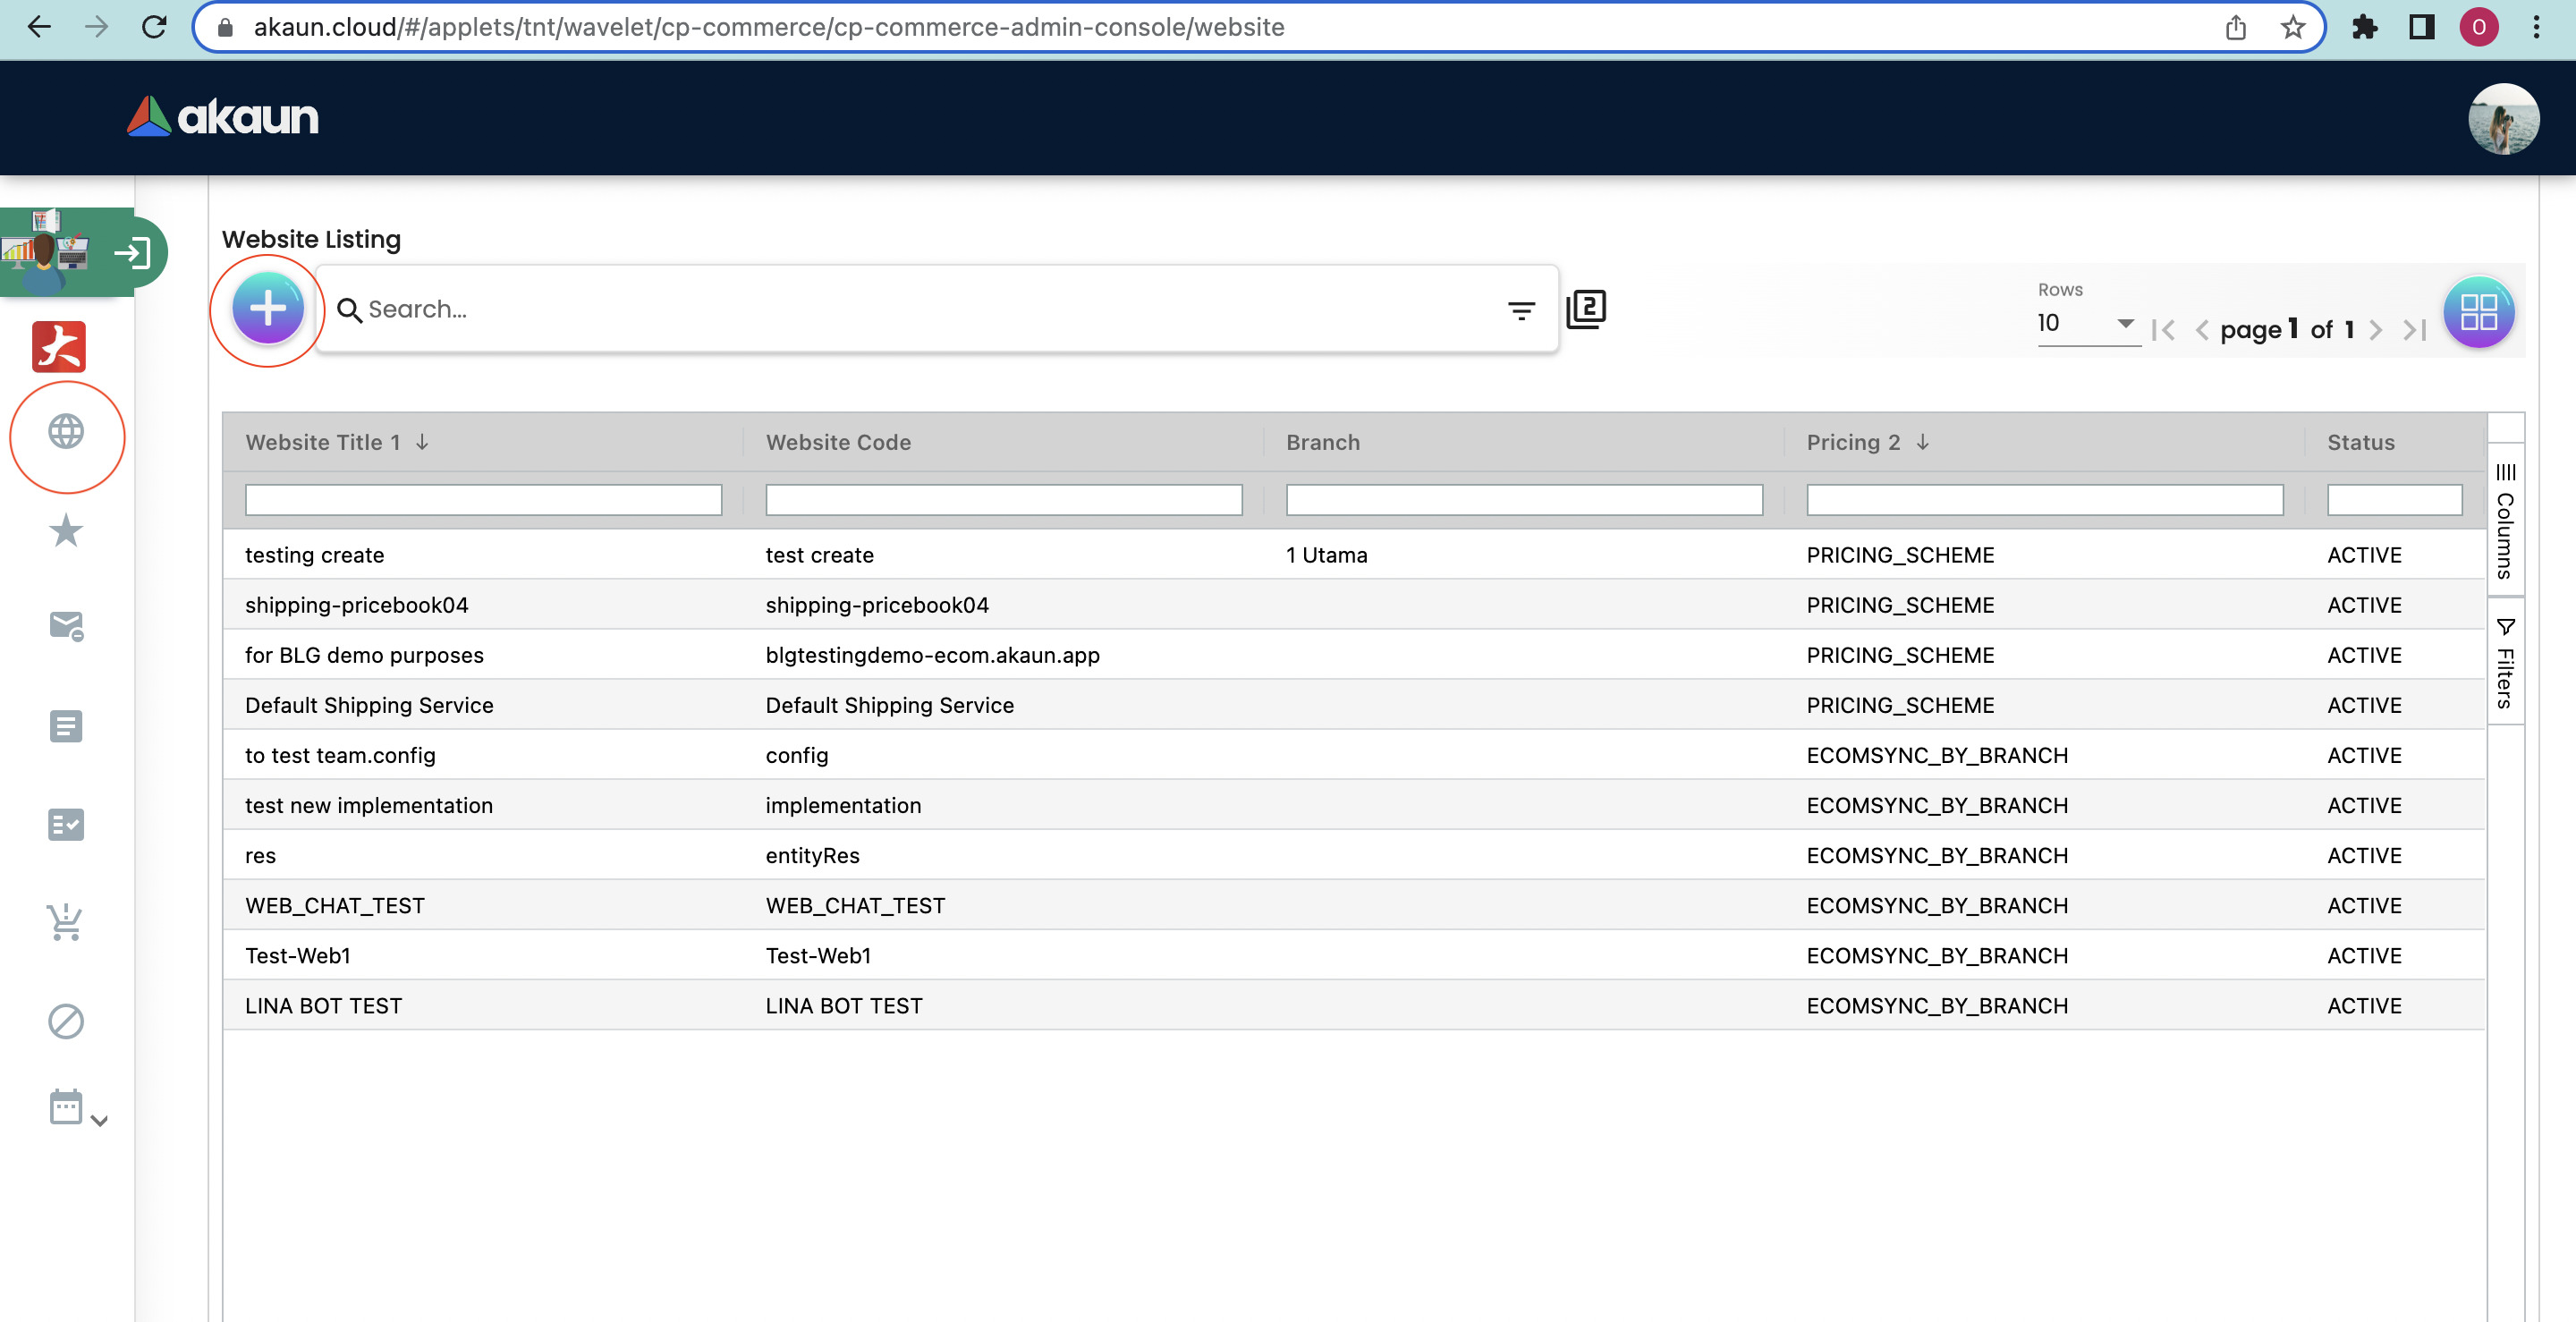 akaun.cloud/#/applets/tnt/wavelet/cp-commerce/cp-commerce-admin-console/website
O
akaun
Website Listing
Search...
2
Rows
10
page 1 of 1
Website Title 1 Website Code Branch Pricing 2 Status
testing create test create 1 Utama PRICING_SCHEME ACTIVE
shipping-pricebook04 shipping-pricebook04 PRICING_SCHEME ACTIVE
for BLG demo purposes blgtestingdemo-ecom.akaun.app PRICING_SCHEME ACTIVE
Default Shipping Service Default Shipping Service PRICING_SCHEME ACTIVE
to test team.config config ECOMSYNC_BY_BRANCH ACTIVE
test new implementation implementation ECOMSYNC_BY_BRANCH ACTIVE
res entityRes ECOMSYNC_BY_BRANCH ACTIVE
WEB_CHAT_TEST WEB_CHAT_TEST ECOMSYNC_BY_BRANCH ACTIVE
Test-Web1 Test-Web1 ECOMSYNC_BY_BRANCH ACTIVE
LINA BOT TEST LINA BOT TEST ECOMSYNC_BY_BRANCH ACTIVE
Columns
Filters